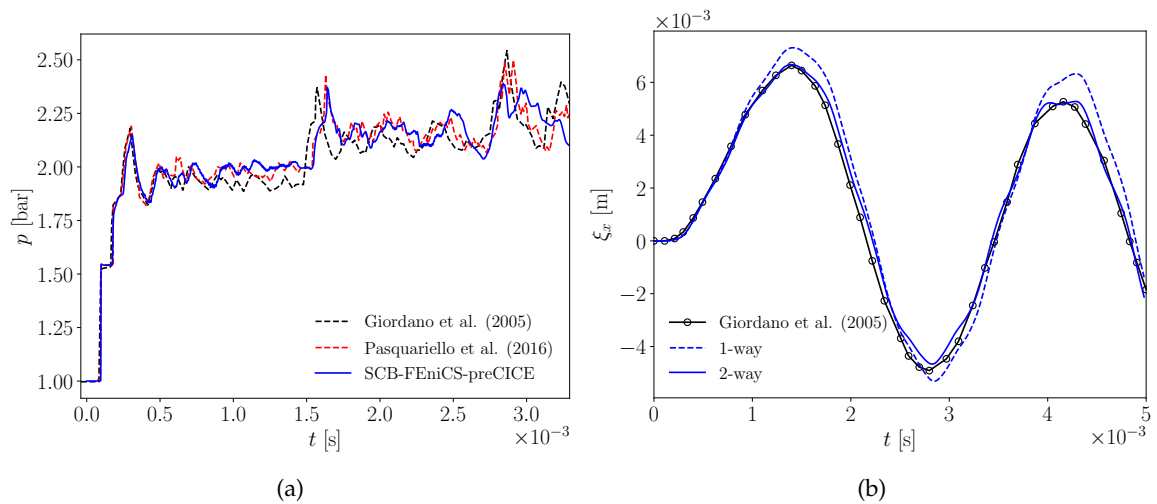 2.50
2.25
2.00
1.75
1.50
1.25
1.00
p [bar]
Giordano et al. (2005)
Pasquariello et al. (2016)
SCB-FEniCS-preCICE
0.0 0.5 1.0 1.5 2.0 2.5 3.0
t [s]
×10⁻³
(a)
×10⁻³
6
4
2
0
−2
−4
ξₓ [m]
Giordano et al. (2005)
1-way
2-way
0 1 2 3 4 5
t [s]
×10⁻³
(b)